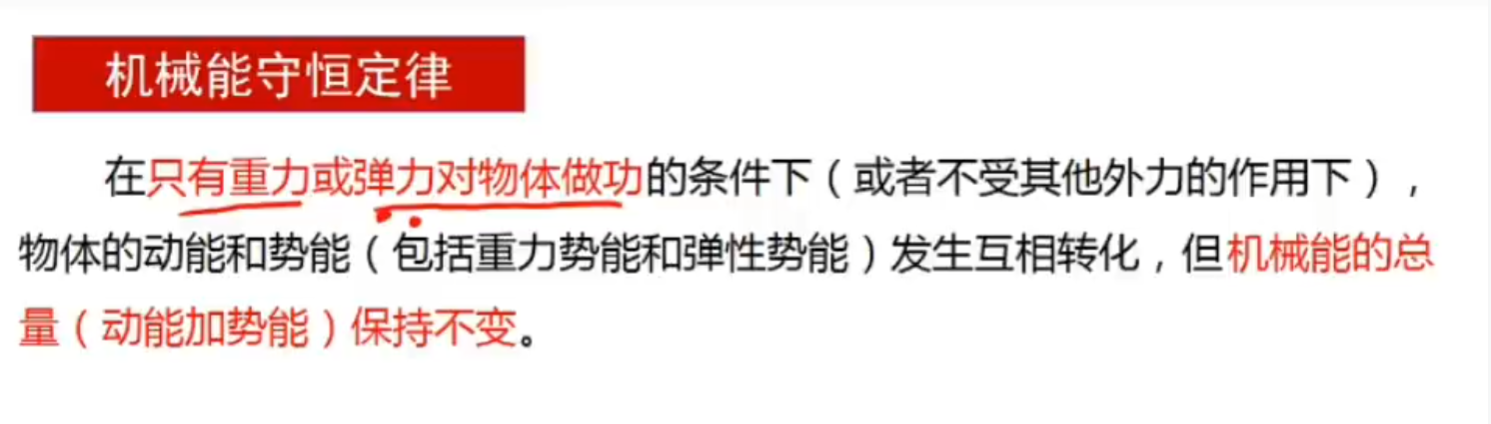 机械能守恒定律
在只有重力或弹力对物体做功的条件下（或者不受其他外力的作用下），
物体的动能和势能（包括重力势能和弹性势能）发生互相转化，但机械能的总
量（动能加势能）保持不变。